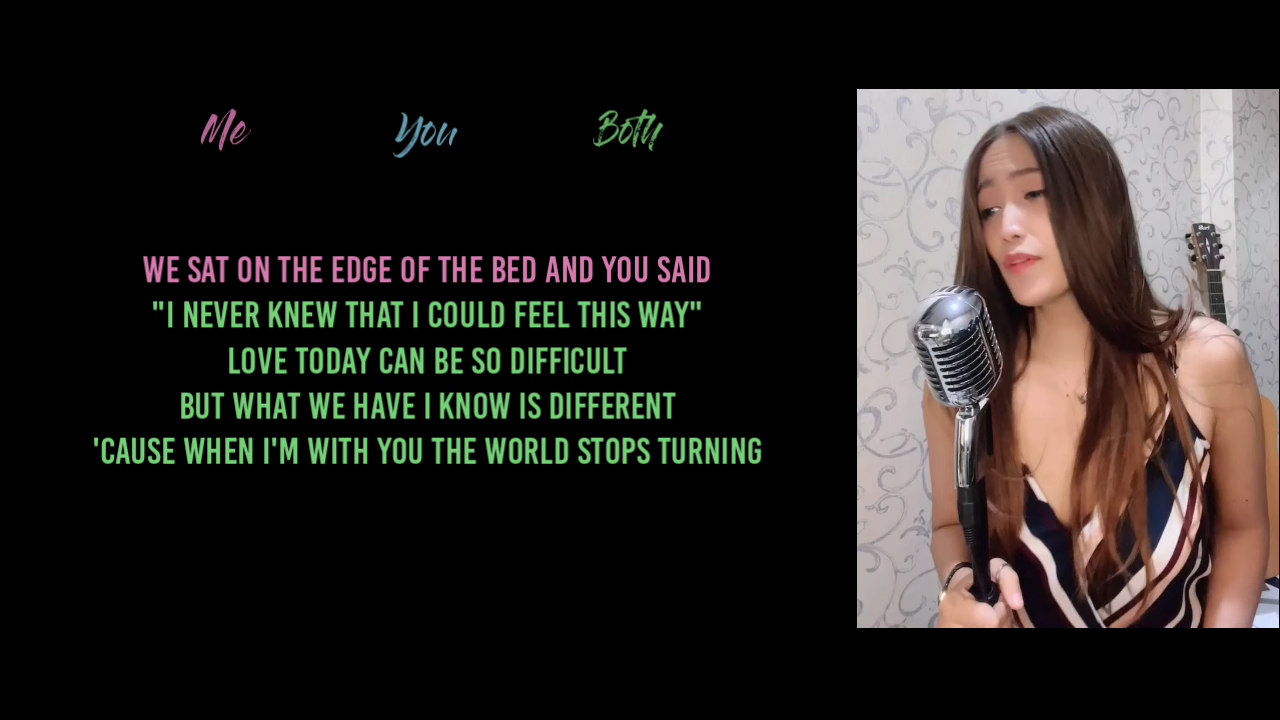 Me You Both
WE SAT ON THE EDGE OF THE BED AND YOU SAID
"I NEVER KNEW THAT I COULD FEEL THIS WAY"
LOVE TODAY CAN BE SO DIFFICULT
BUT WHAT WE HAVE I KNOW IS DIFFERENT
'CAUSE WHEN I'M WITH YOU THE WORLD STOPS TURNING